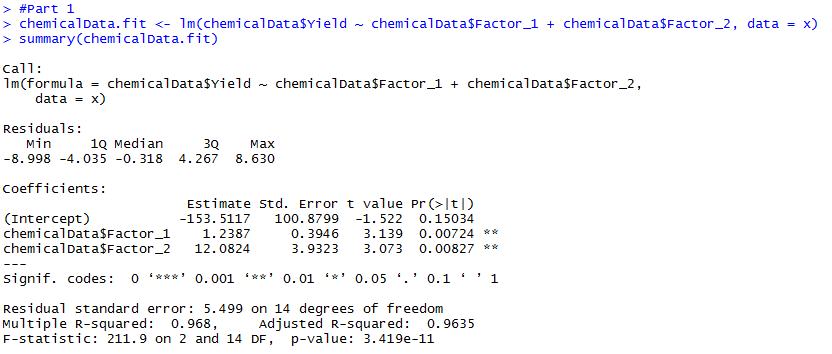 > #Part 1
> chemicalData.fit <- lm(chemicalData$Yield ~ chemicalData$Factor_1 + chemicalData$Factor_2, data = x)
> summary(chemicalData.fit)
Call:
lm(formula = chemicalData$Yield ~ chemicalData$Factor_1 + chemicalData$Factor_2,
    data = x)
Residuals:
   Min     1Q Median     3Q    Max
-8.998 -4.035 -0.318  4.267  8.630
Coefficients:
                       Estimate Std. Error t value Pr(>|t|)
(Intercept)           -153.5117   100.8799  -1.522  0.15034
chemicalData$Factor_1    1.2387     0.3946   3.139  0.00724 **
chemicalData$Factor_2   12.0824     3.9323   3.073  0.00827 **
---
Signif. codes:  0 ‘***’ 0.001 ‘**’ 0.01 ‘*’ 0.05 ‘.’ 0.1 ‘ ’ 1
Residual standard error: 5.499 on 14 degrees of freedom
Multiple R-squared:  0.968,     Adjusted R-squared:  0.9635
F-statistic: 211.9 on 2 and 14 DF,  p-value: 3.419e-11